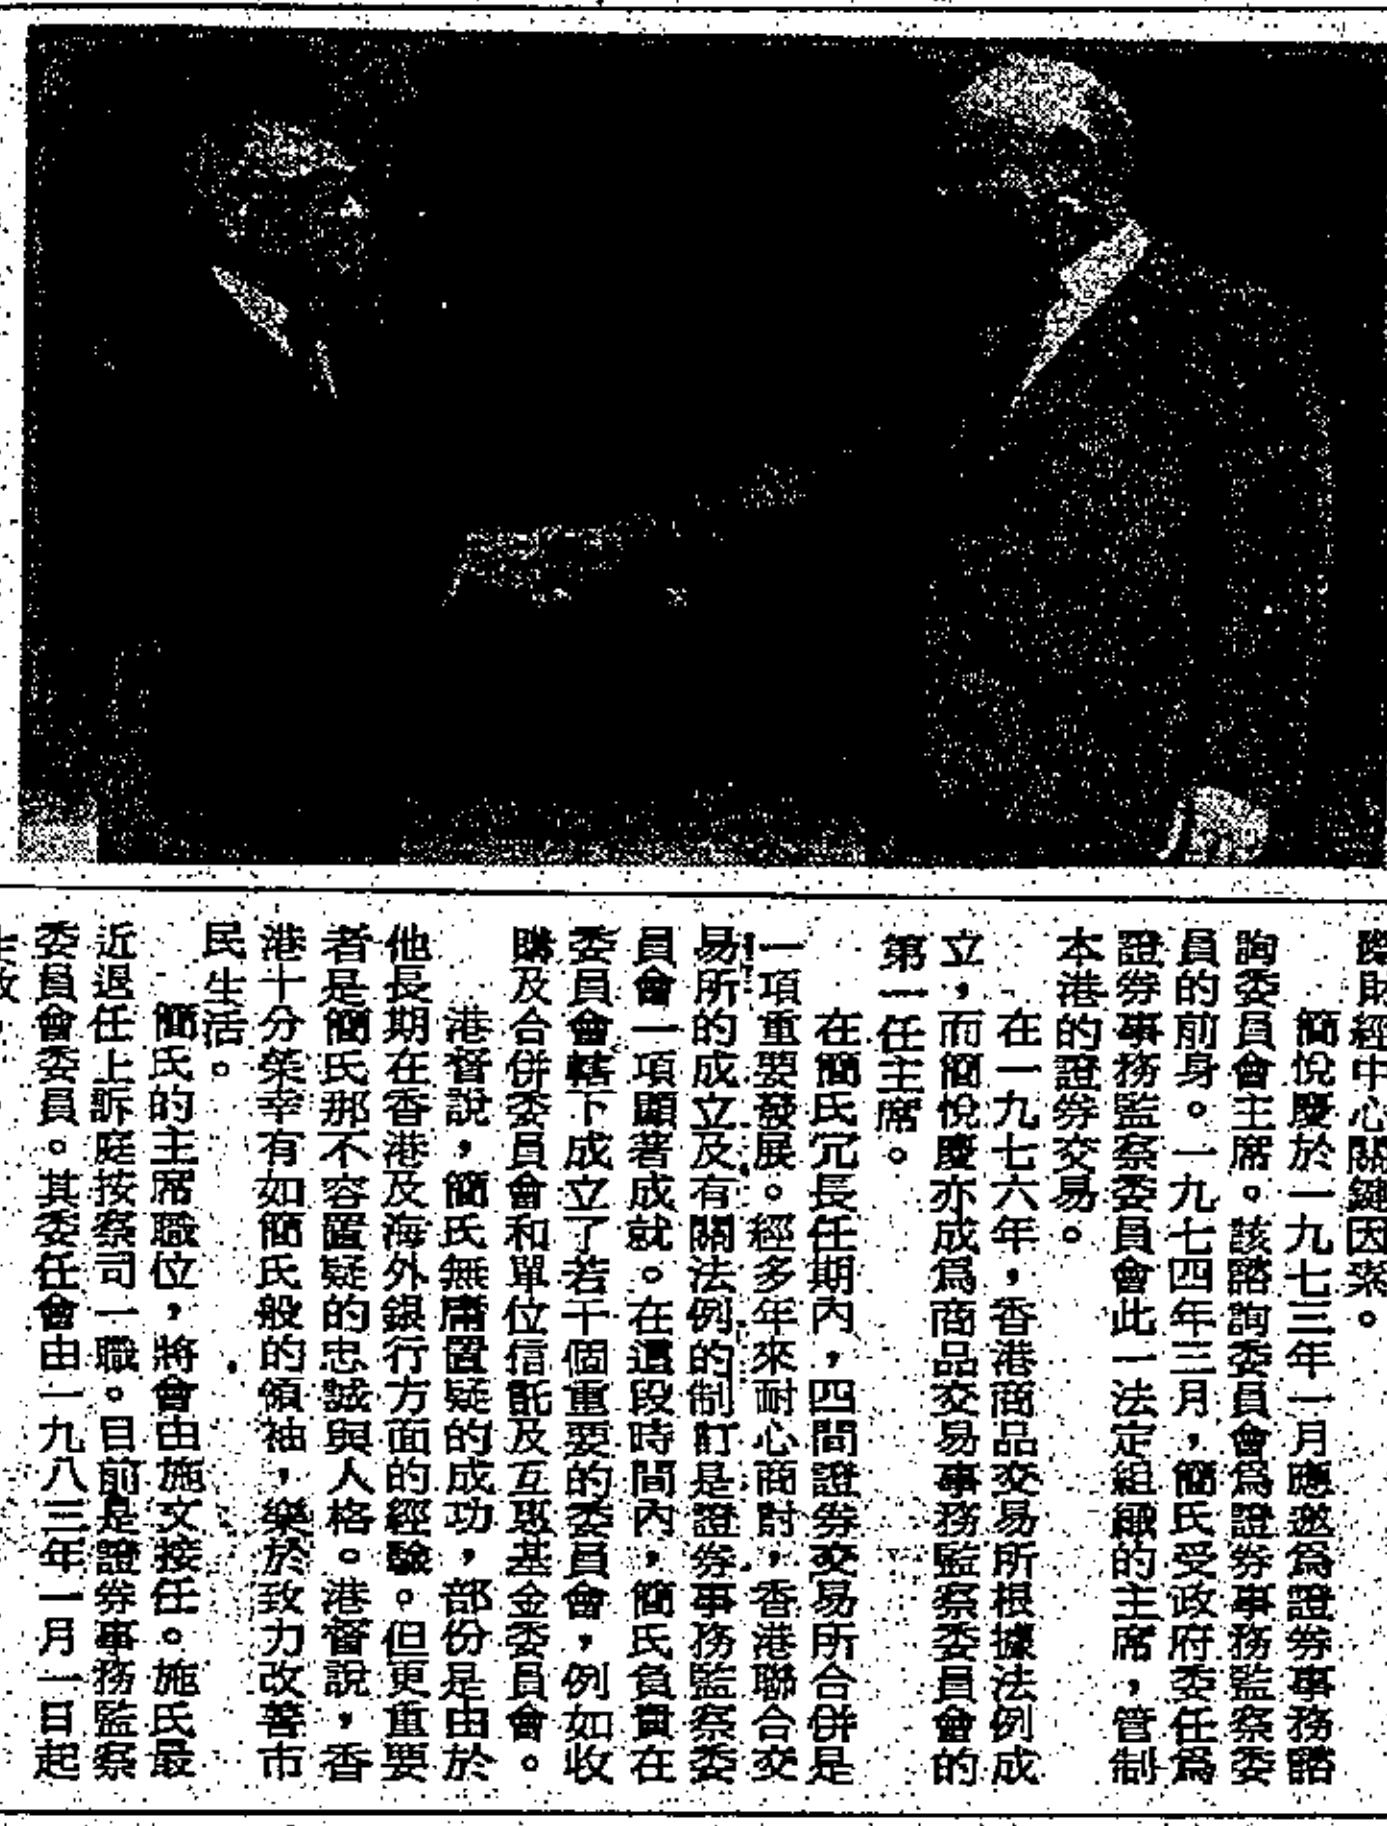 際財經中心關鍵因素。
簡悅慶於一九七三年一月應邀爲證券事務諮
詢委員會主席。該諮詢委員會爲證券事務監察委
員的前身。一九七四年三月，簡氏受政府委任爲
證券事務監察委員會此一法定組織的主席，管制
本港的證券交易。
在一九七六年，香港商品交易所根據法例成
立，而簡悅慶亦成爲商品交易事務監察委員會的
第一任主席。
在簡氏冗長任期內，四間證券交易所合併是
一項重要發展。經多年來耐心商討，香港聯合交
易所的成立及有關法例的制訂是證券事務監察委
員會一項顯著成就。在這段時間內，簡氏負責在
委員會轄下成立了若干個重要的委員會，例如收
購及合併委員會和單位信託及互惠基金委員會。
港督說，簡氏無庸置疑的成功，部份是由於
他長期在香港及海外銀行方面的經驗。但更重要
者是簡氏那不容置疑的忠誠與人格。港督說，香
港十分榮幸有如簡氏般的領袖，樂於致力改善市
民生活。
簡氏的主席職位，將會由施文接任。施氏最
近退任上訴庭按察司一職。目前是證券事務監察
委員會委員。其委任會由一九八三年一月一日起